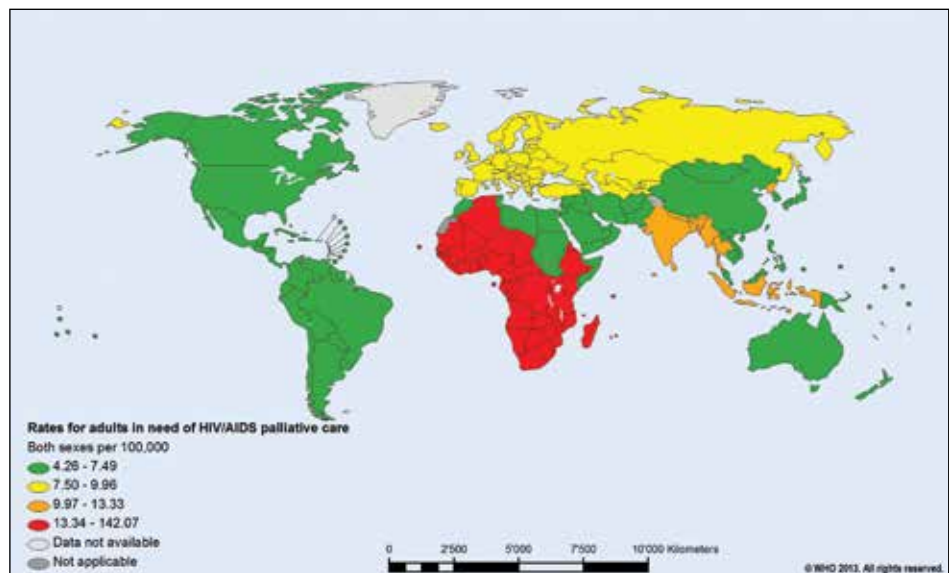 Rates for adults in need of HIV/AIDS palliative care
Both sexes per 100,000
4.26 - 7.49
7.50 - 9.96
9.97 - 13.33
13.34 - 142.07
Data not available
Not applicable
0 2'500 5'000 7'500 10'000 Kilometers
© WHO 2013. All rights reserved.